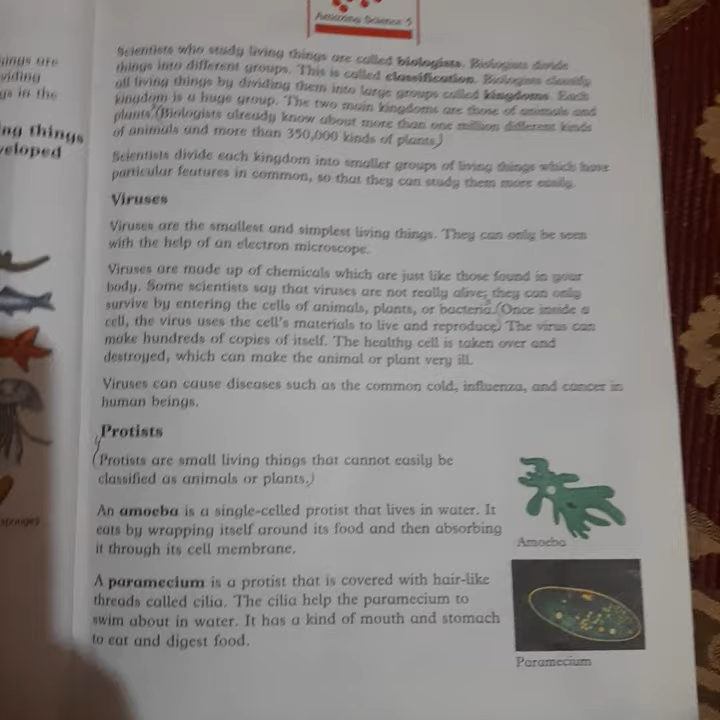 Amazing Science 5
Scientists who study living things are called biologists. Biologists divide
things into different groups. This is called classification. Biologists classify
all living things by dividing them into large groups called kingdoms. Each
kingdom is a huge group. The two main kingdoms are those of animals and
plants. (Biologists already know about more than one million different kinds
of animals and more than 350,000 kinds of plants.)
Scientists divide each kingdom into smaller groups of living things which have
particular features in common, so that they can study them more easily.
Viruses
Viruses are the smallest and simplest living things. They can only be seen
with the help of an electron microscope.
Viruses are made up of chemicals which are just like those found in your
body. Some scientists say that viruses are not really alive; they can only
survive by entering the cells of animals, plants, or bacteria. (Once inside a
cell, the virus uses the cell's materials to live and reproduce.) The virus can
make hundreds of copies of itself. The healthy cell is taken over and
destroyed, which can make the animal or plant very ill.
Viruses can cause diseases such as the common cold, influenza, and cancer in
human beings.
Protists
(Protists are small living things that cannot easily be
classified as animals or plants.)
An amoeba is a single-celled protist that lives in water. It
eats by wrapping itself around its food and then absorbing
it through its cell membrane.
Amoeba
A paramecium is a protist that is covered with hair-like
threads called cilia. The cilia help the paramecium to
swim about in water. It has a kind of mouth and stomach
to eat and digest food.
Paramecium
are
gs in the
ng things
veloped